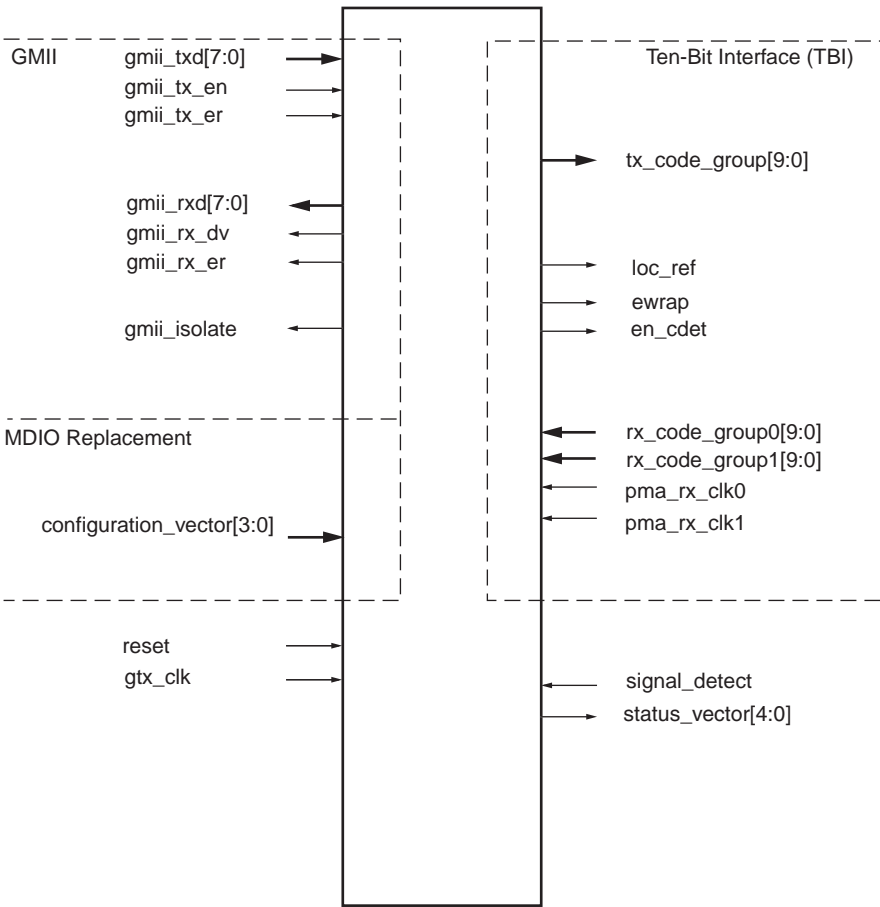 GMII
gmii_txd[7:0]
gmii_tx_en
gmii_tx_er
gmii_rxd[7:0]
gmii_rx_dv
gmii_rx_er
gmii_isolate
MDIO Replacement
configuration_vector[3:0]
reset
gtx_clk
Ten-Bit Interface (TBI)
tx_code_group[9:0]
loc_ref
ewrap
en_cdet
rx_code_group0[9:0]
rx_code_group1[9:0]
pma_rx_clk0
pma_rx_clk1
signal_detect
status_vector[4:0]